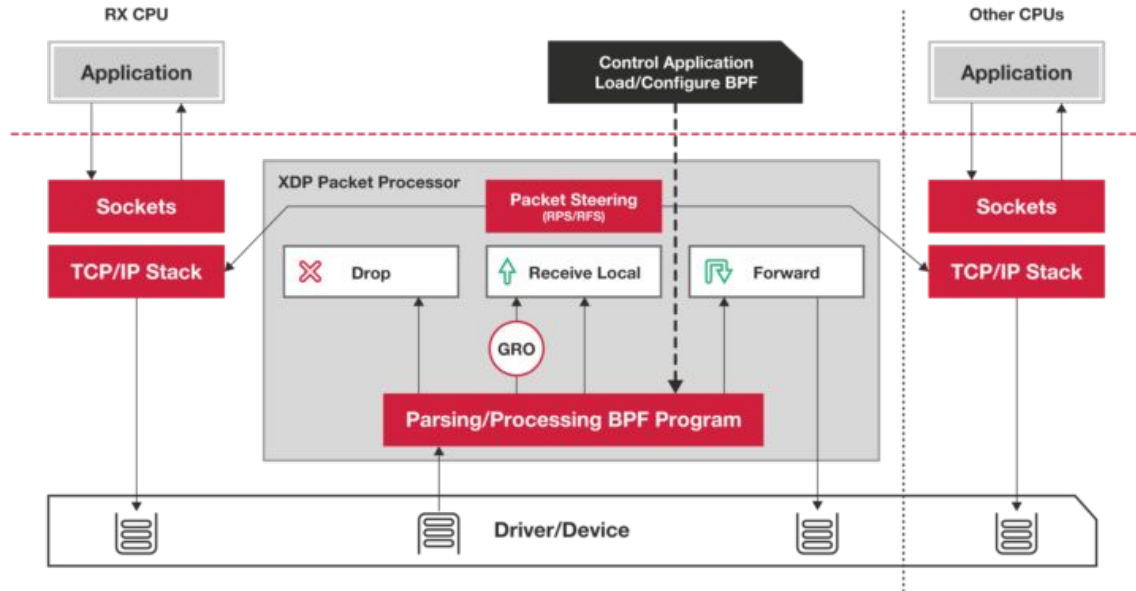 RX CPU
Other CPUs
Application
Control Application
Load/Configure BPF
Application
XDP Packet Processor
Sockets
Packet Steering
(RPS/RFS)
Sockets
TCP/IP Stack
Drop
Receive Local
Forward
TCP/IP Stack
GRO
Parsing/Processing BPF Program
Driver/Device